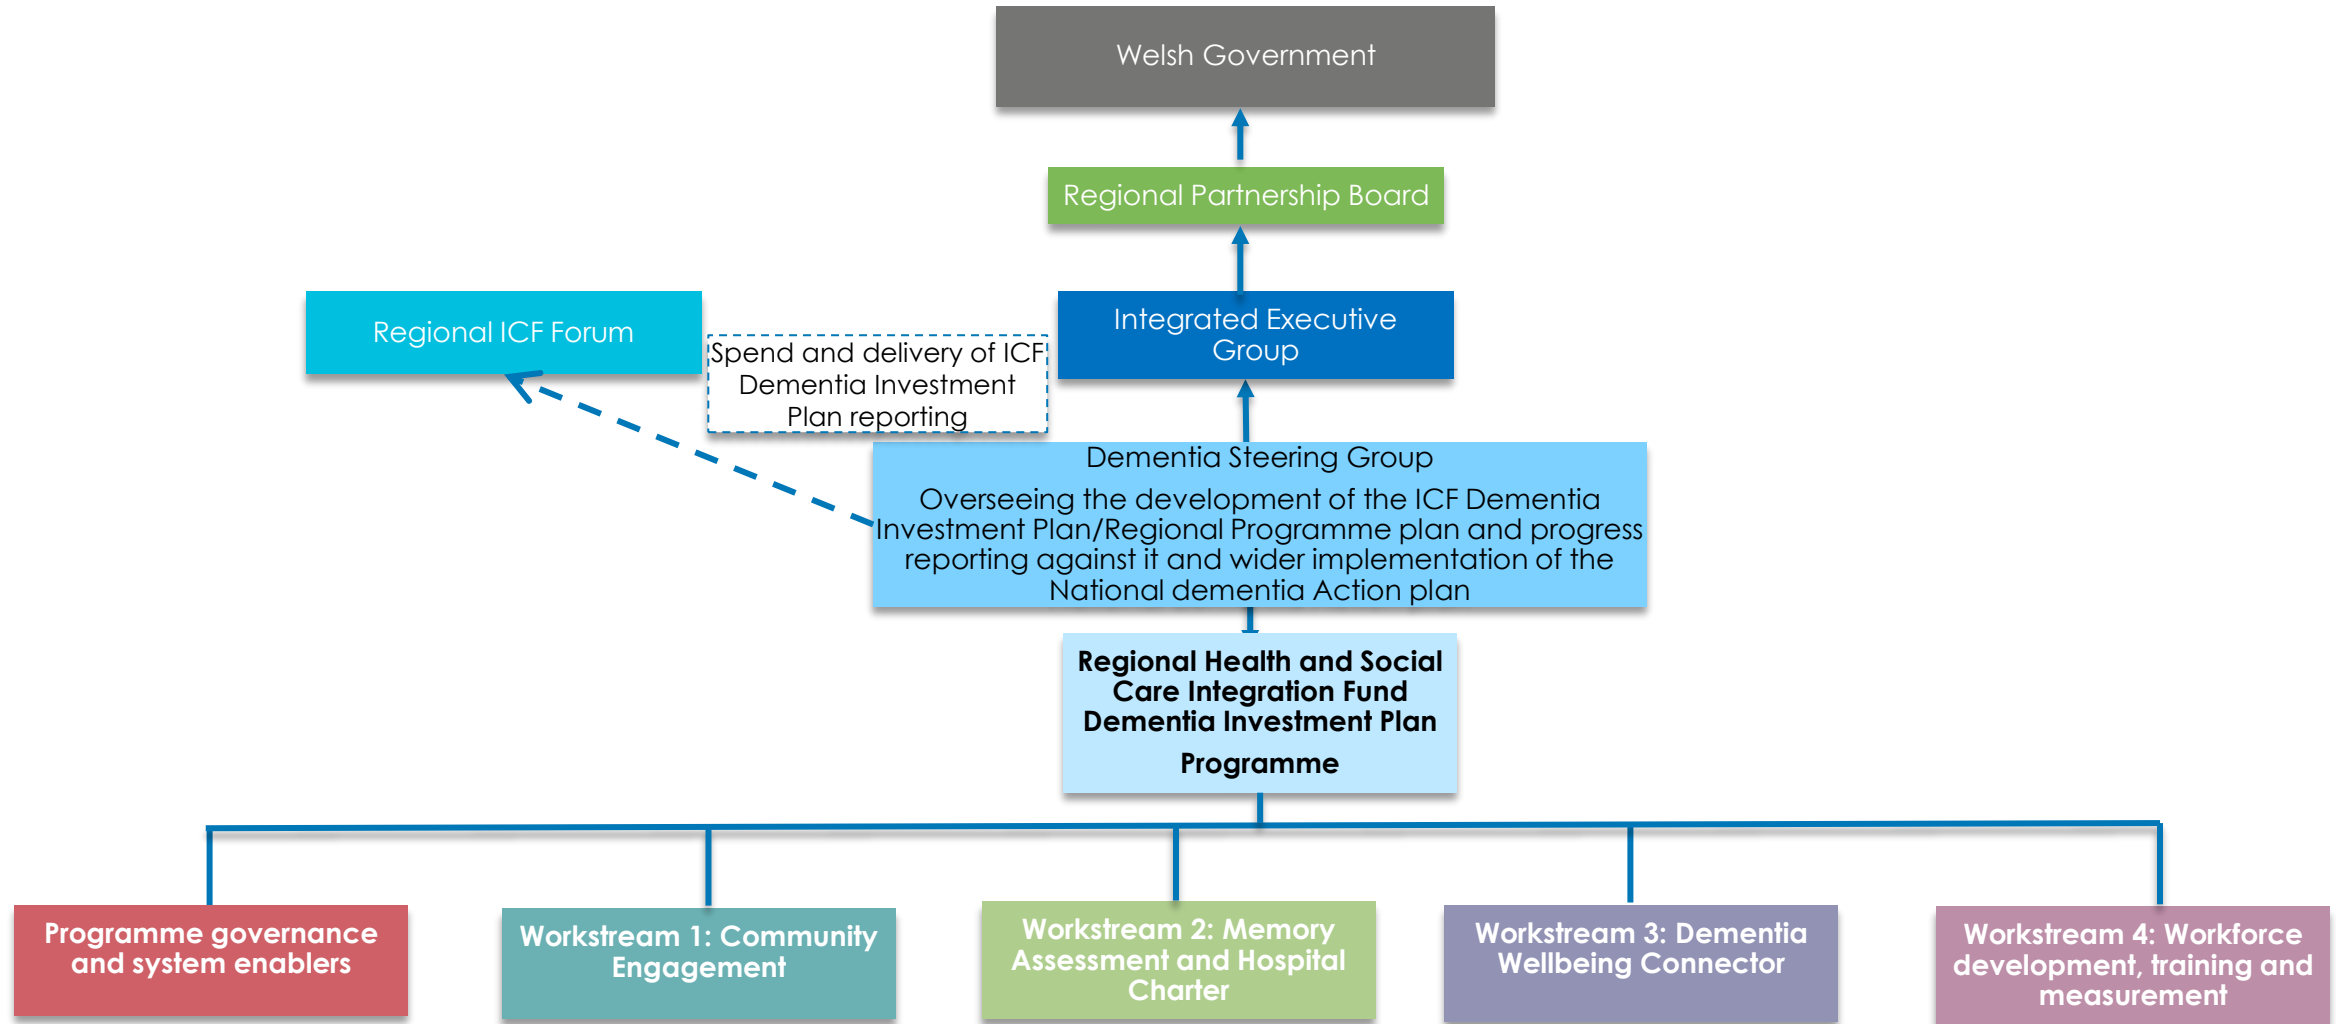 Welsh Government
Regional Partnership Board
Regional ICF Forum
Integrated Executive
Group
Spend and delivery of ICF
Dementia Investment
Plan reporting
Dementia Steering Group
Overseeing the development of the ICF Dementia
Investment Plan/Regional Programme plan and progress
reporting against it and wider implementation of the
National dementia Action plan
Regional Health and Social
Care Integration Fund
Dementia Investment Plan
Programme
Programme governance
and system enablers
Workstream 1: Community
Engagement
Workstream 2: Memory
Assessment and Hospital
Charter
Workstream 3: Dementia
Wellbeing Connector
Workstream 4: Workforce
development, training and
measurement